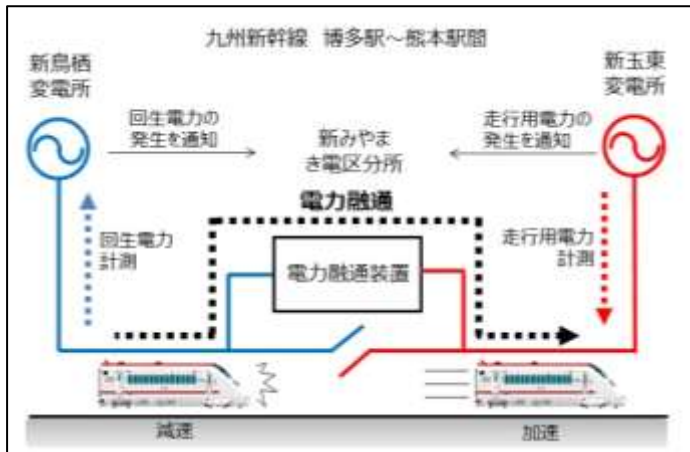 九州新幹線 博多駅～熊本駅間
新鳥栖
変電所
新玉東
変電所
回生電力の
発生を通知
走行用電力の
発生を通知
新みやま
き電区分所
電力融通
回生電力
計測
電力融通装置
走行用電力
計測
減速
加速